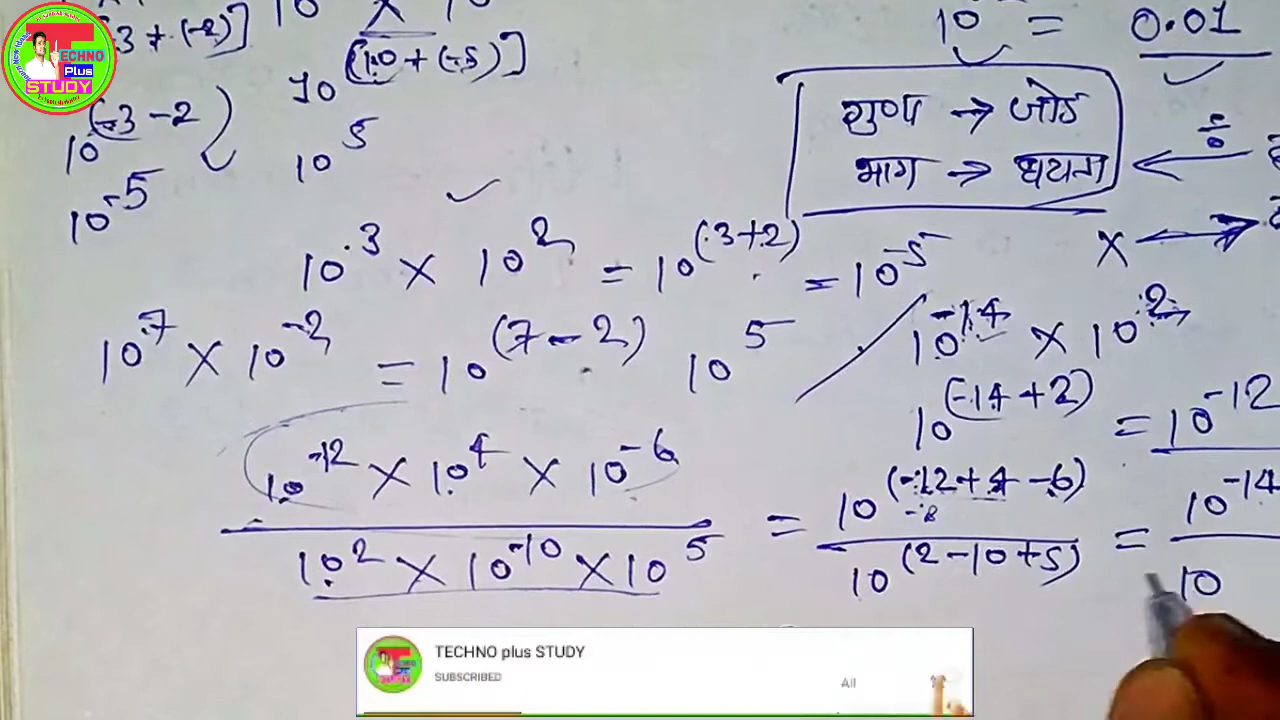 -3 + (-2)]
10^(-3 - 2)
10^-5
10 × 10
10^[10 + (-5)]
10^5
10 = 0.01
गुणा → जोड
भाग → घटाना
÷
×
10^3 × 10^2 = 10^(3+2) = 10^-5
10^7 × 10^-2 = 10^(7-2) 10^5
10^-14 × 10^2
10^(-14+2) = 10^-12
10^-12 × 10^4 × 10^-6
10^2 × 10^-10 × 10^5
= 10^(-12+4-6)
-8
10^(2-10+5)
= 10^-14
10
TECHNO
Plus
STUDY
TECHNO plus STUDY
SUBSCRIBED
All